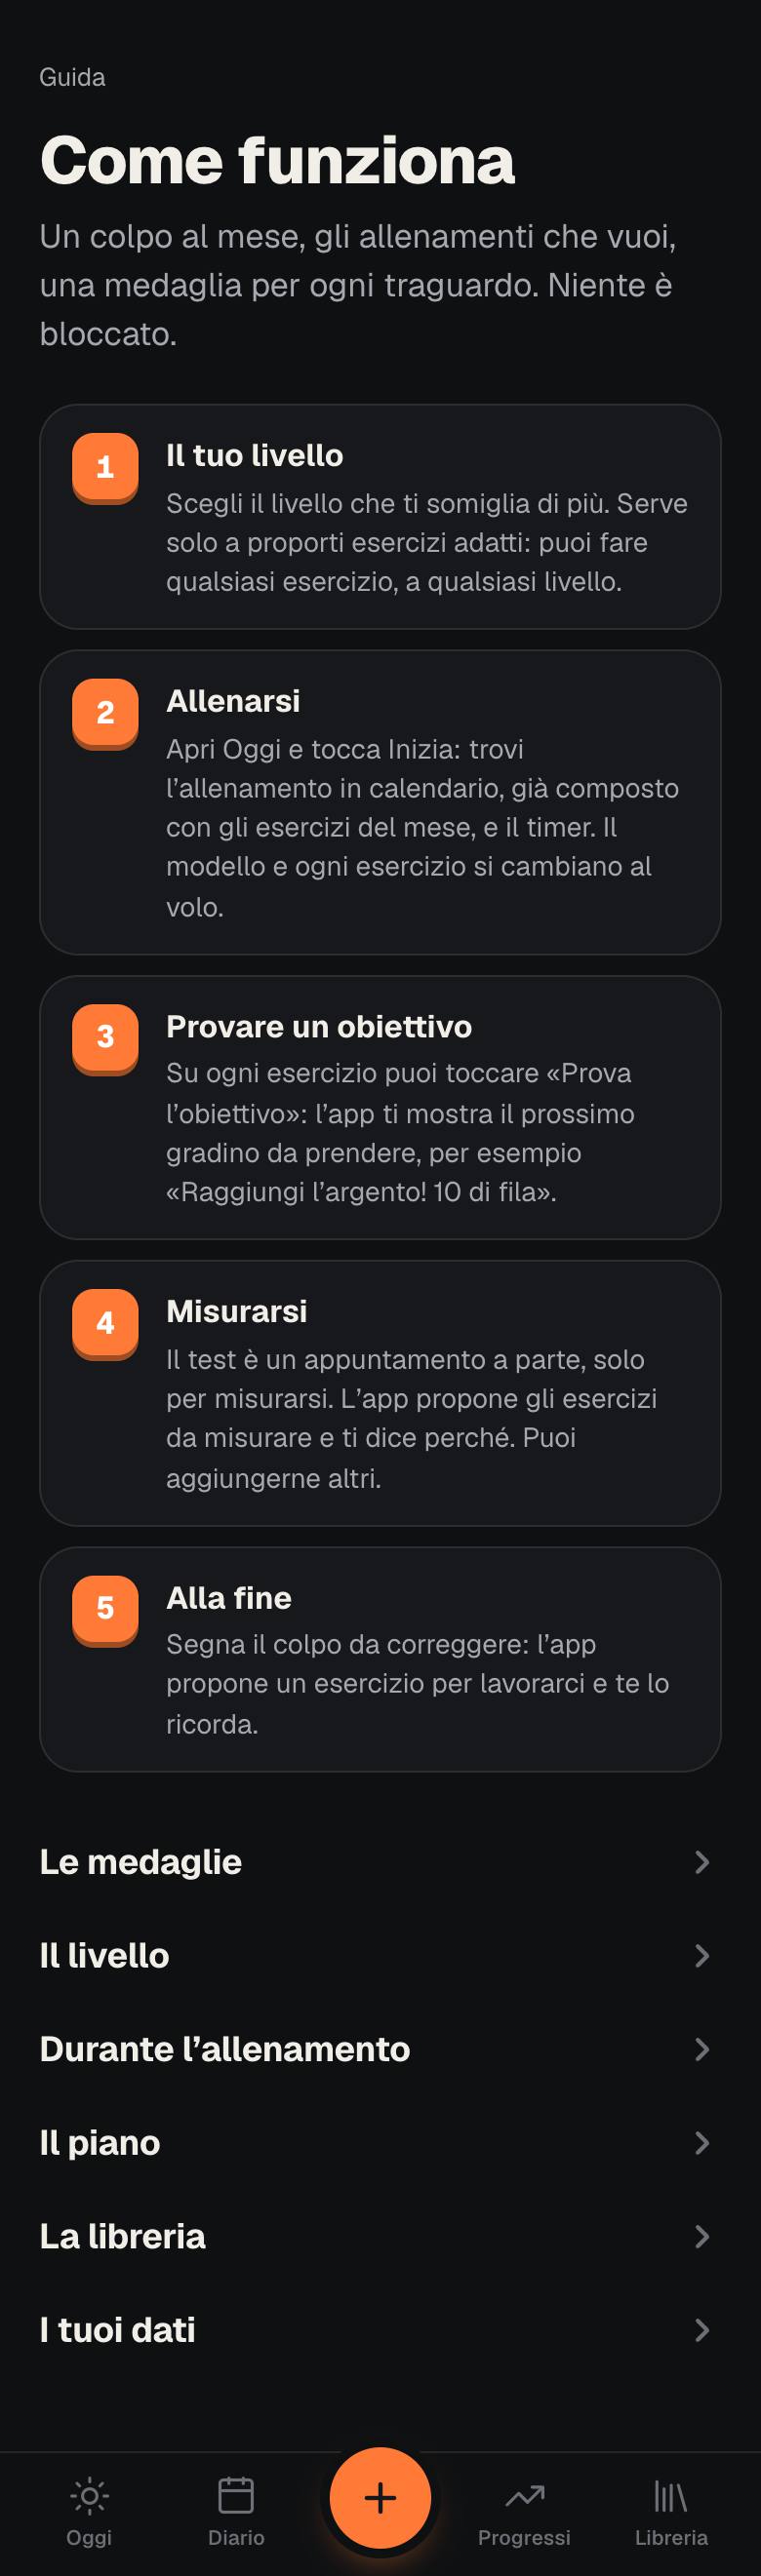 Guida
Come funziona
Un colpo al mese, gli allenamenti che vuoi,
una medaglia per ogni traguardo. Niente è
bloccato.
1
Il tuo livello
Scegli il livello che ti somiglia di più. Serve
solo a proporti esercizi adatti: puoi fare
qualsiasi esercizio, a qualsiasi livello.
2
Allenarsi
Apri Oggi e tocca Inizia: trovi
l’allenamento in calendario, già composto
con gli esercizi del mese, e il timer. Il
modello e ogni esercizio si cambiano al
volo.
3
Provare un obiettivo
Su ogni esercizio puoi toccare «Prova
l’obiettivo»: l’app ti mostra il prossimo
gradino da prendere, per esempio
«Raggiungi l’argento! 10 di fila».
4
Misurarsi
Il test è un appuntamento a parte, solo
per misurarsi. L’app propone gli esercizi
da misurare e ti dice perché. Puoi
aggiungerne altri.
5
Alla fine
Segna il colpo da correggere: l’app
propone un esercizio per lavorarci e te lo
ricorda.
Le medaglie
Il livello
Durante l’allenamento
Il piano
La libreria
I tuoi dati
Oggi
Diario
Progressi
Libreria